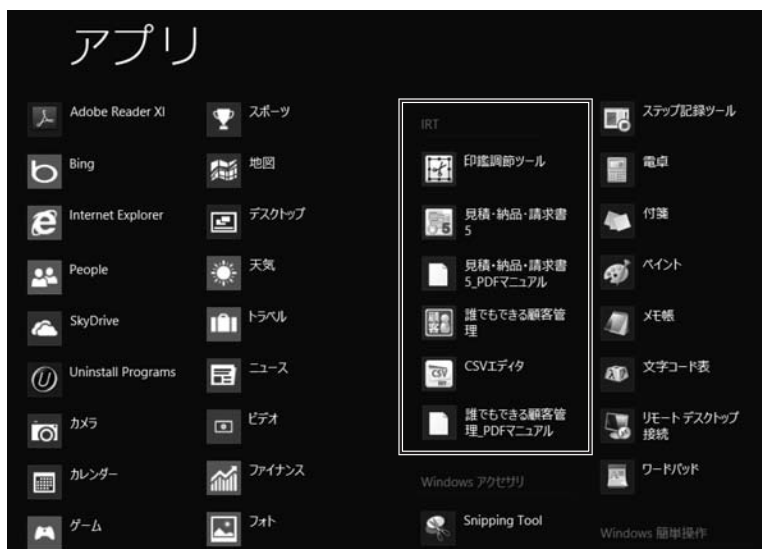 アプリ
Adobe Reader XI
Bing
Internet Explorer
People
SkyDrive
Uninstall Programs
カメラ
カレンダー
ゲーム
スポーツ
地図
デスクトップ
天気
トラベル
ニュース
ビデオ
ファイナンス
フォト
IRT
印鑑調節ツール
見積・納品・請求書
5
見積・納品・請求書
5_PDFマニュアル
誰でもできる顧客管
理
CSVエディタ
誰でもできる顧客管
理_PDFマニュアル
Windows アクセサリ
Snipping Tool
ステップ記録ツール
電卓
付箋
ペイント
メモ帳
文字コード表
リモート デスクトップ
接続
ワードパッド
Windows 簡単操作